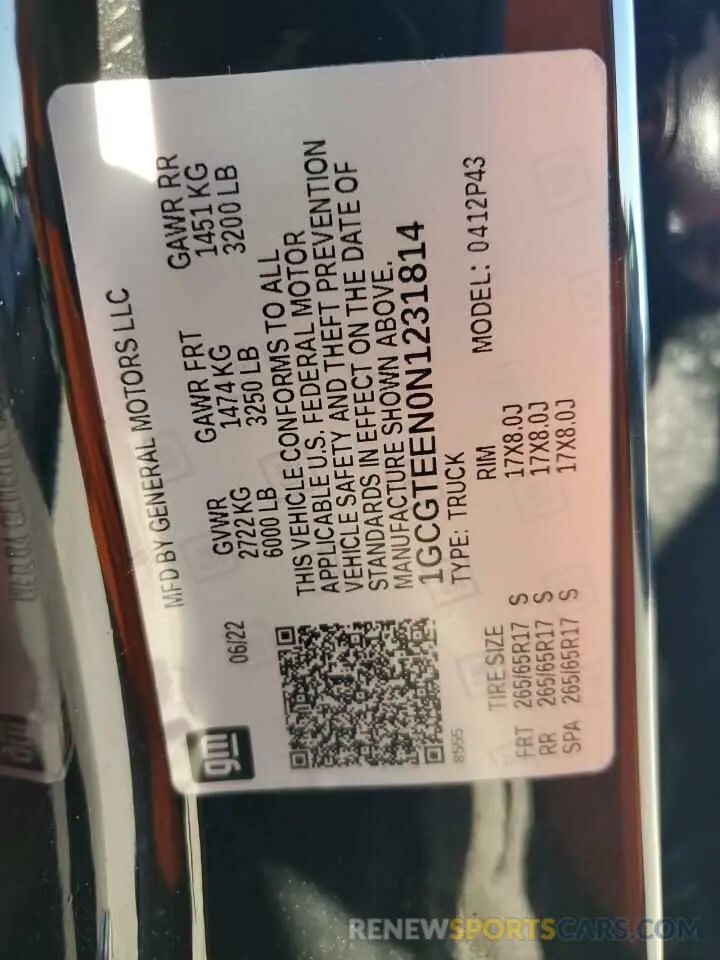 MFD BY GENERAL MOTORS LLC
gm
06/22
GVWR GAWR FRT GAWR RR
2722 KG 1474 KG 1451 KG
6000 LB 3250 LB 3200 LB
THIS VEHICLE CONFORMS TO ALL
APPLICABLE U.S. FEDERAL MOTOR
VEHICLE SAFETY AND THEFT PREVENTION
STANDARDS IN EFFECT ON THE DATE OF
MANUFACTURE SHOWN ABOVE.
1GCGTEEN0N1231814
8555
TYPE: TRUCK MODEL: 0412P43
TIRE SIZE RIM
FRT 265/65R17 S 17X8.0J
RR 265/65R17 S 17X8.0J
SPA 265/65R17 S 17X8.0J
RENEWSPORTSCARS.COM